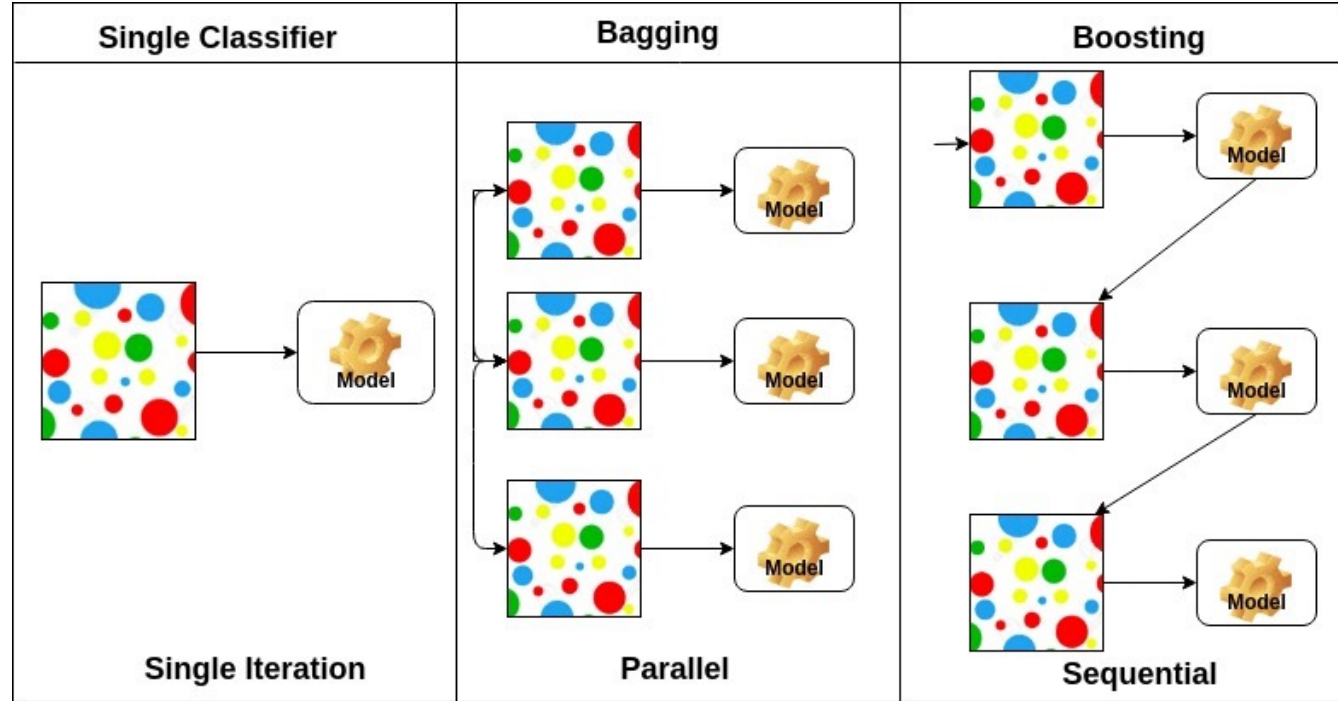 Single Classifier
Model
Single Iteration
Bagging
Model
Model
Model
Parallel
Boosting
Model
Model
Model
Sequential